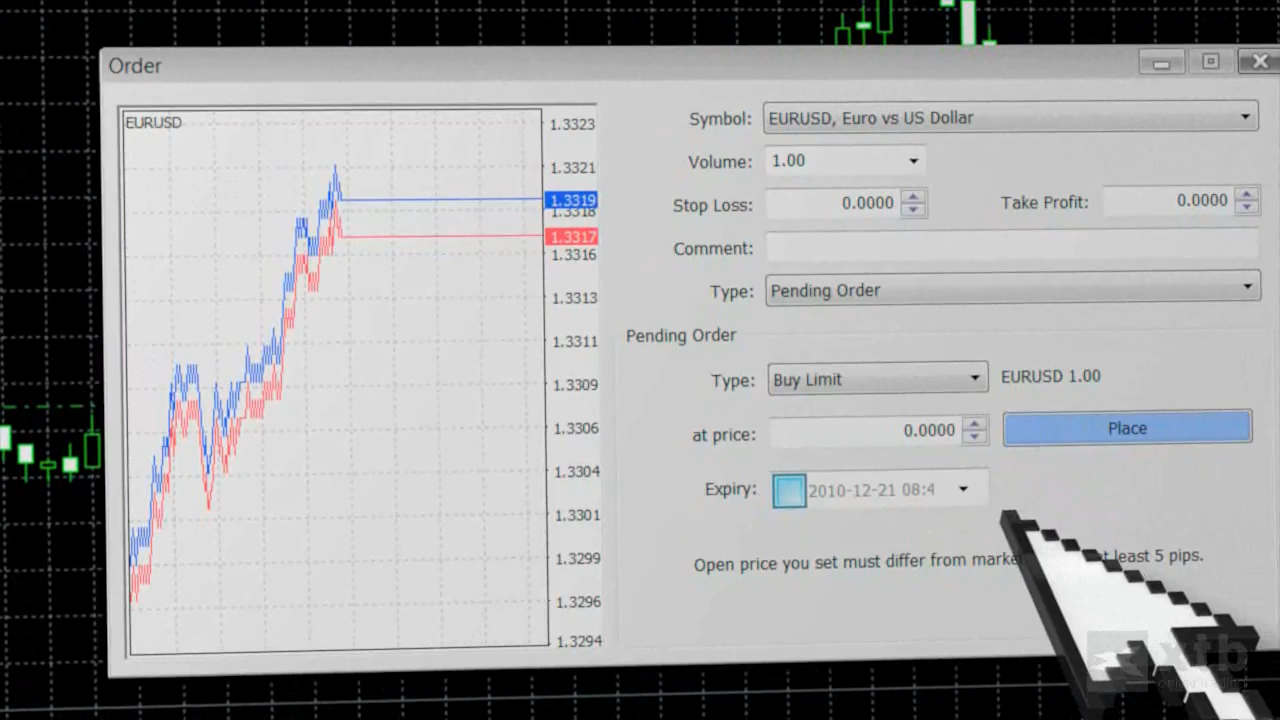 Order
EURUSD
1.3323
1.3321
1.3319
1.3318
1.3317
1.3316
1.3313
1.3311
1.3309
1.3306
1.3304
1.3301
1.3299
1.3296
1.3294
Symbol: EURUSD, Euro vs US Dollar
Volume: 1.00
Stop Loss: 0.0000 Take Profit: 0.0000
Comment:
Type: Pending Order
Pending Order
Type: Buy Limit EURUSD 1.00
at price: 0.0000 Place
Expiry: 2010-12-21 08:4
Open price you set must differ from market least 5 pips.
xtb
online trading